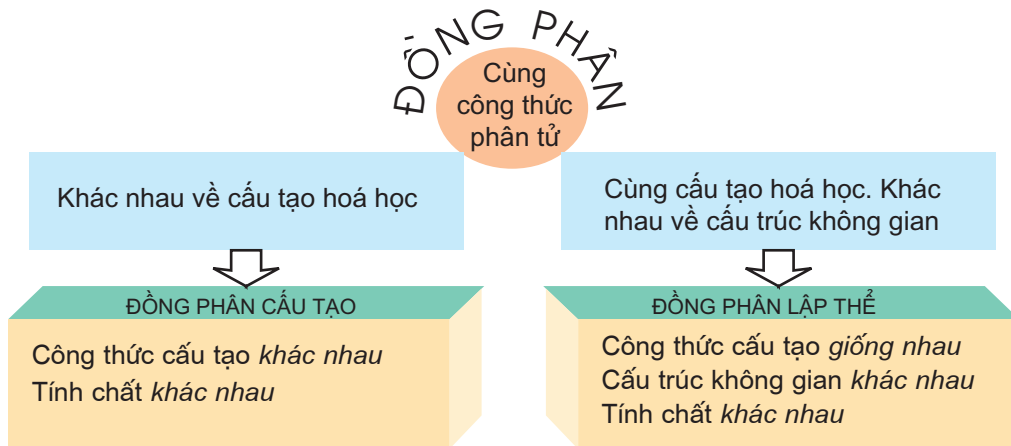 ĐỒNG PHÂN
Cùng
công thức
phân tử
Khác nhau về cấu tạo hoá học
Cùng cấu tạo hoá học. Khác
nhau về cấu trúc không gian
ĐỒNG PHÂN CẤU TẠO
Công thức cấu tạo khác nhau
Tính chất khác nhau
ĐỒNG PHÂN LẬP THỂ
Công thức cấu tạo giống nhau
Cấu trúc không gian khác nhau
Tính chất khác nhau